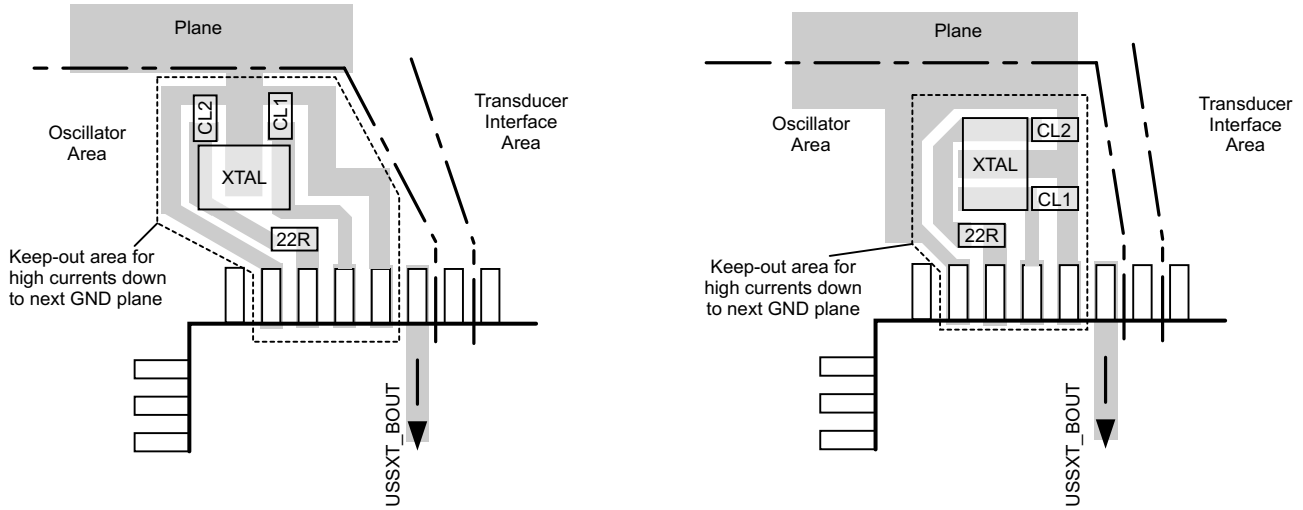 Plane
CL2
CL1
Oscillator
Area
Transducer
Interface
Area
XTAL
22R
Keep-out area for
high currents down
to next GND plane
USSXT_BOUT
Plane
Oscillator
Area
CL2
Transducer
Interface
Area
XTAL
CL1
22R
Keep-out area for
high currents down
to next GND plane
USSXT_BOUT